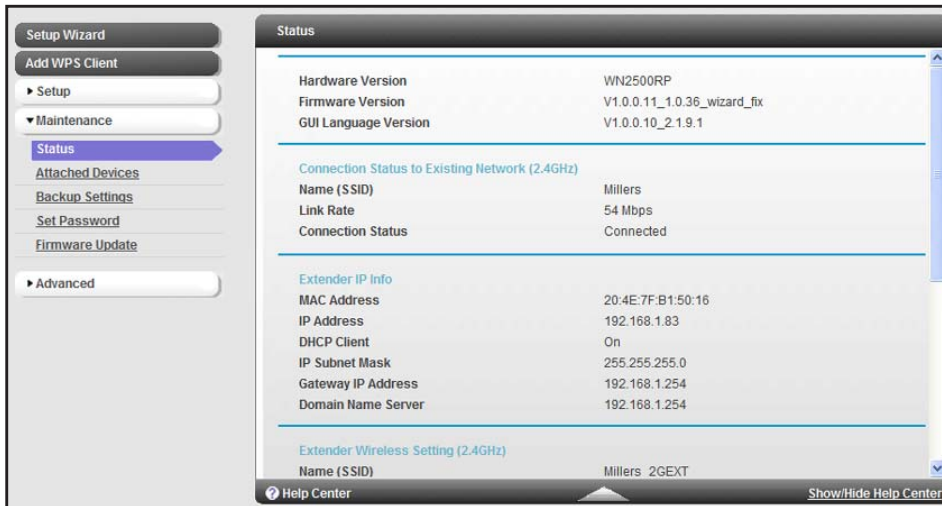 Setup Wizard
Add WPS Client
Setup
Maintenance
Status
Attached Devices
Backup Settings
Set Password
Firmware Update
Advanced
Status
Hardware Version WN2500RP
Firmware Version V1.0.0.11_1.0.36_wizard_fix
GUI Language Version V1.0.0.10_2.1.9.1
Connection Status to Existing Network (2.4GHz)
Name (SSID) Millers
Link Rate 54 Mbps
Connection Status Connected
Extender IP Info
MAC Address 20:4E:7F:B1:50:16
IP Address 192.168.1.83
DHCP Client On
IP Subnet Mask 255.255.255.0
Gateway IP Address 192.168.1.254
Domain Name Server 192.168.1.254
Extender Wireless Setting (2.4GHz)
Name (SSID) Millers_2GEXT
Help Center Show/Hide Help Center